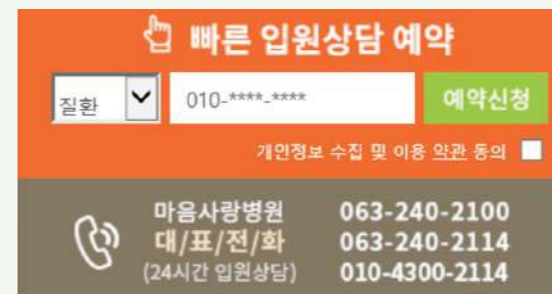 빠른 입원상담 예약
질환 010-****-**** 예약신청
개인정보 수집 및 이용 약관 동의
마음사랑병원 063-240-2100
대/표/전/화 063-240-2114
(24시간 입원상담) 010-4300-2114